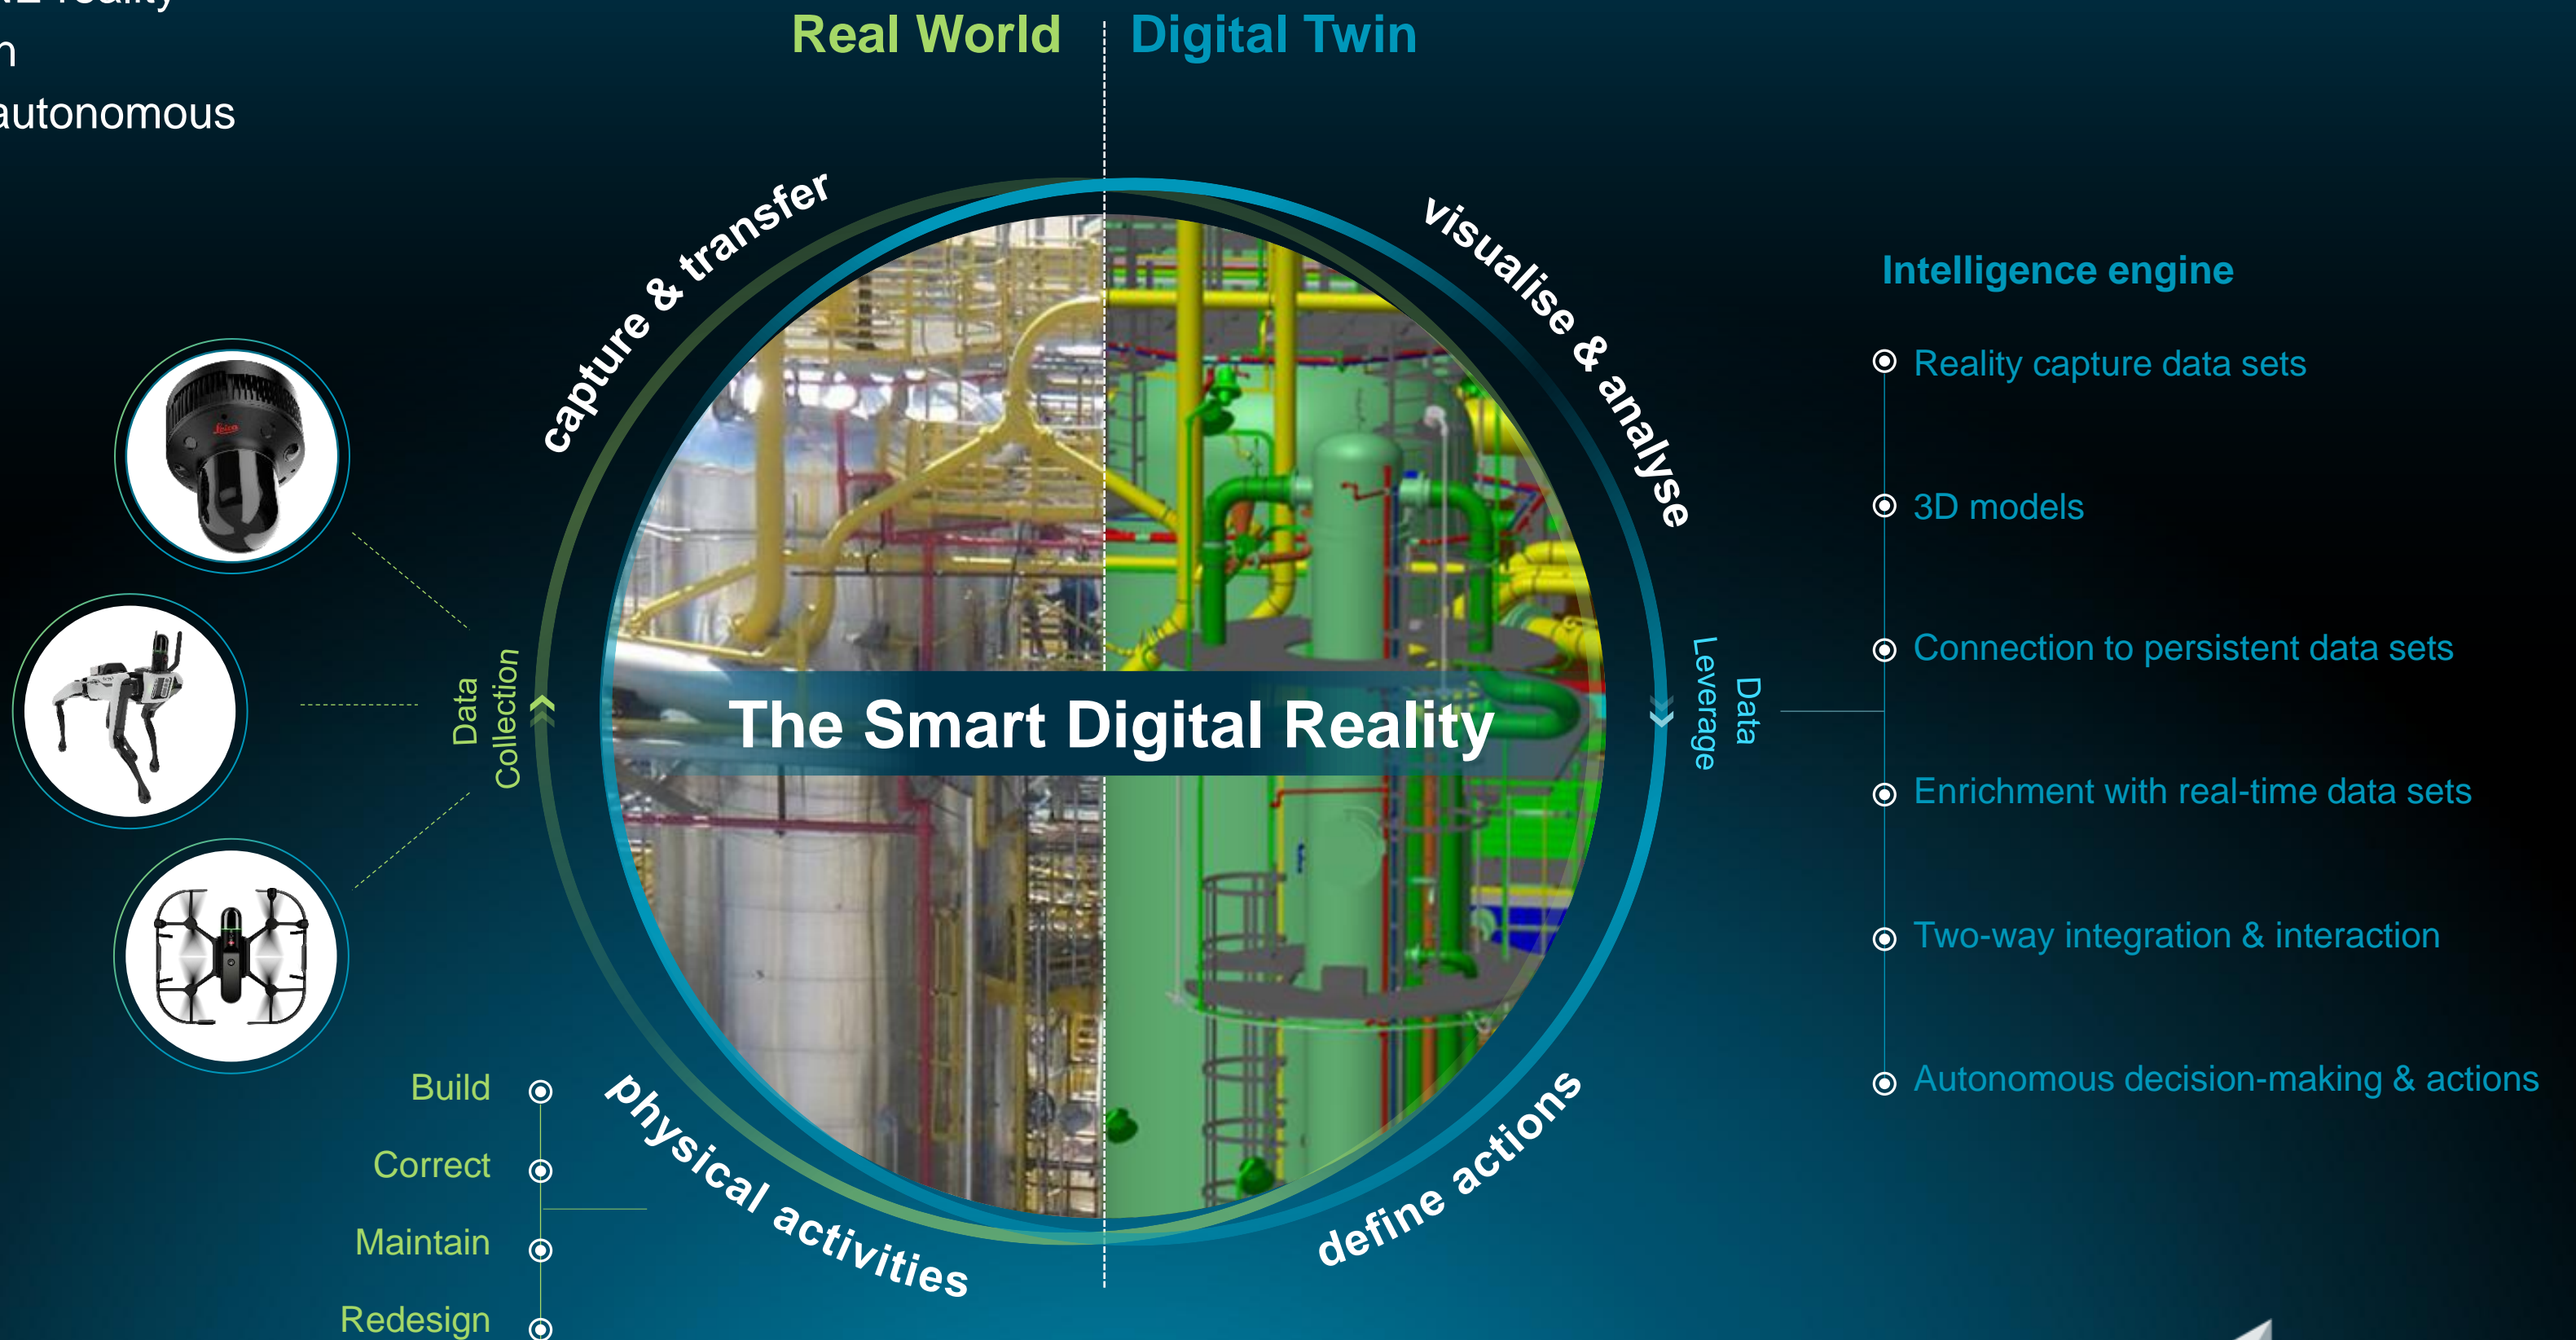 reality
autonomous
Real World
Digital Twin
capture & transfer
visualise & analyse
Leica
Data
Collection
The Smart Digital Reality
Data
Leverage
Intelligence engine
Reality capture data sets
3D models
Connection to persistent data sets
Enrichment with real-time data sets
Two-way integration & interaction
Autonomous decision-making & actions
physical activities
define actions
Build
Correct
Maintain
Redesign